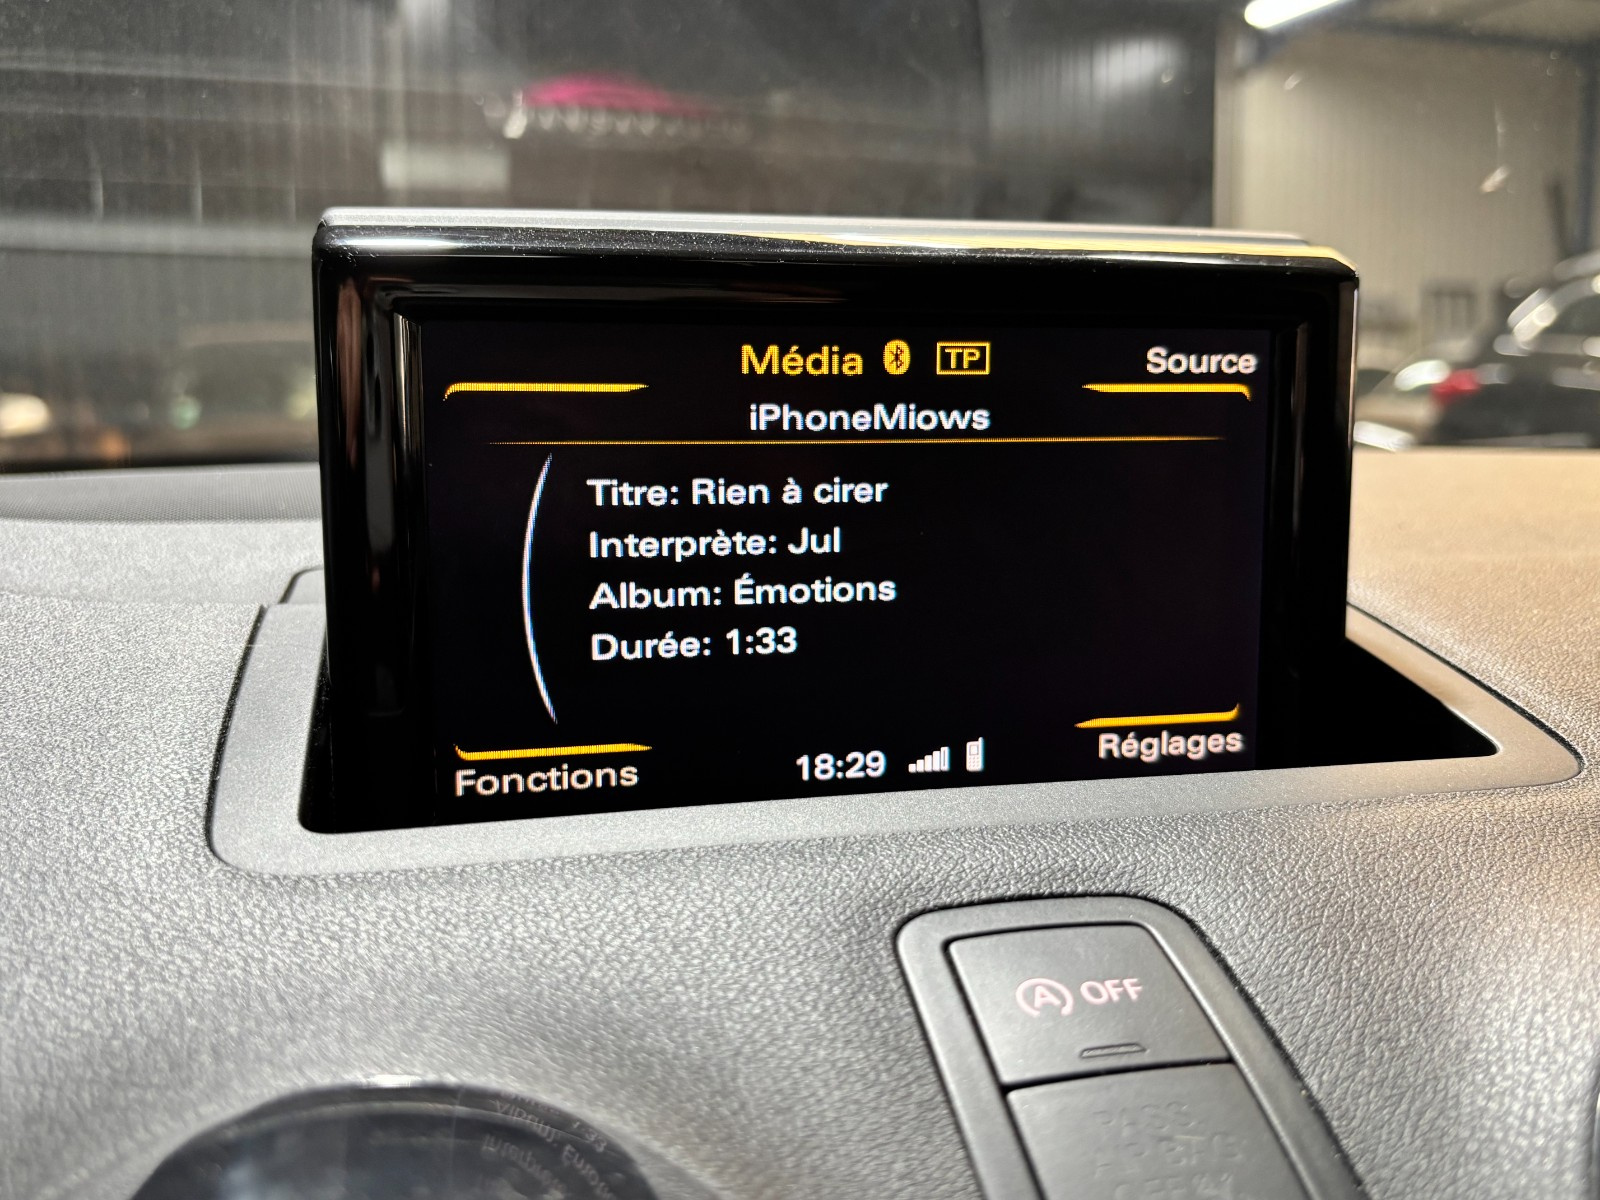 Média TP Source
iPhoneMiows
Titre: Rien à cirer
Interprète: Jul
Album: Émotions
Durée: 1:33
Fonctions 18:29 Réglages
A OFF
PASS